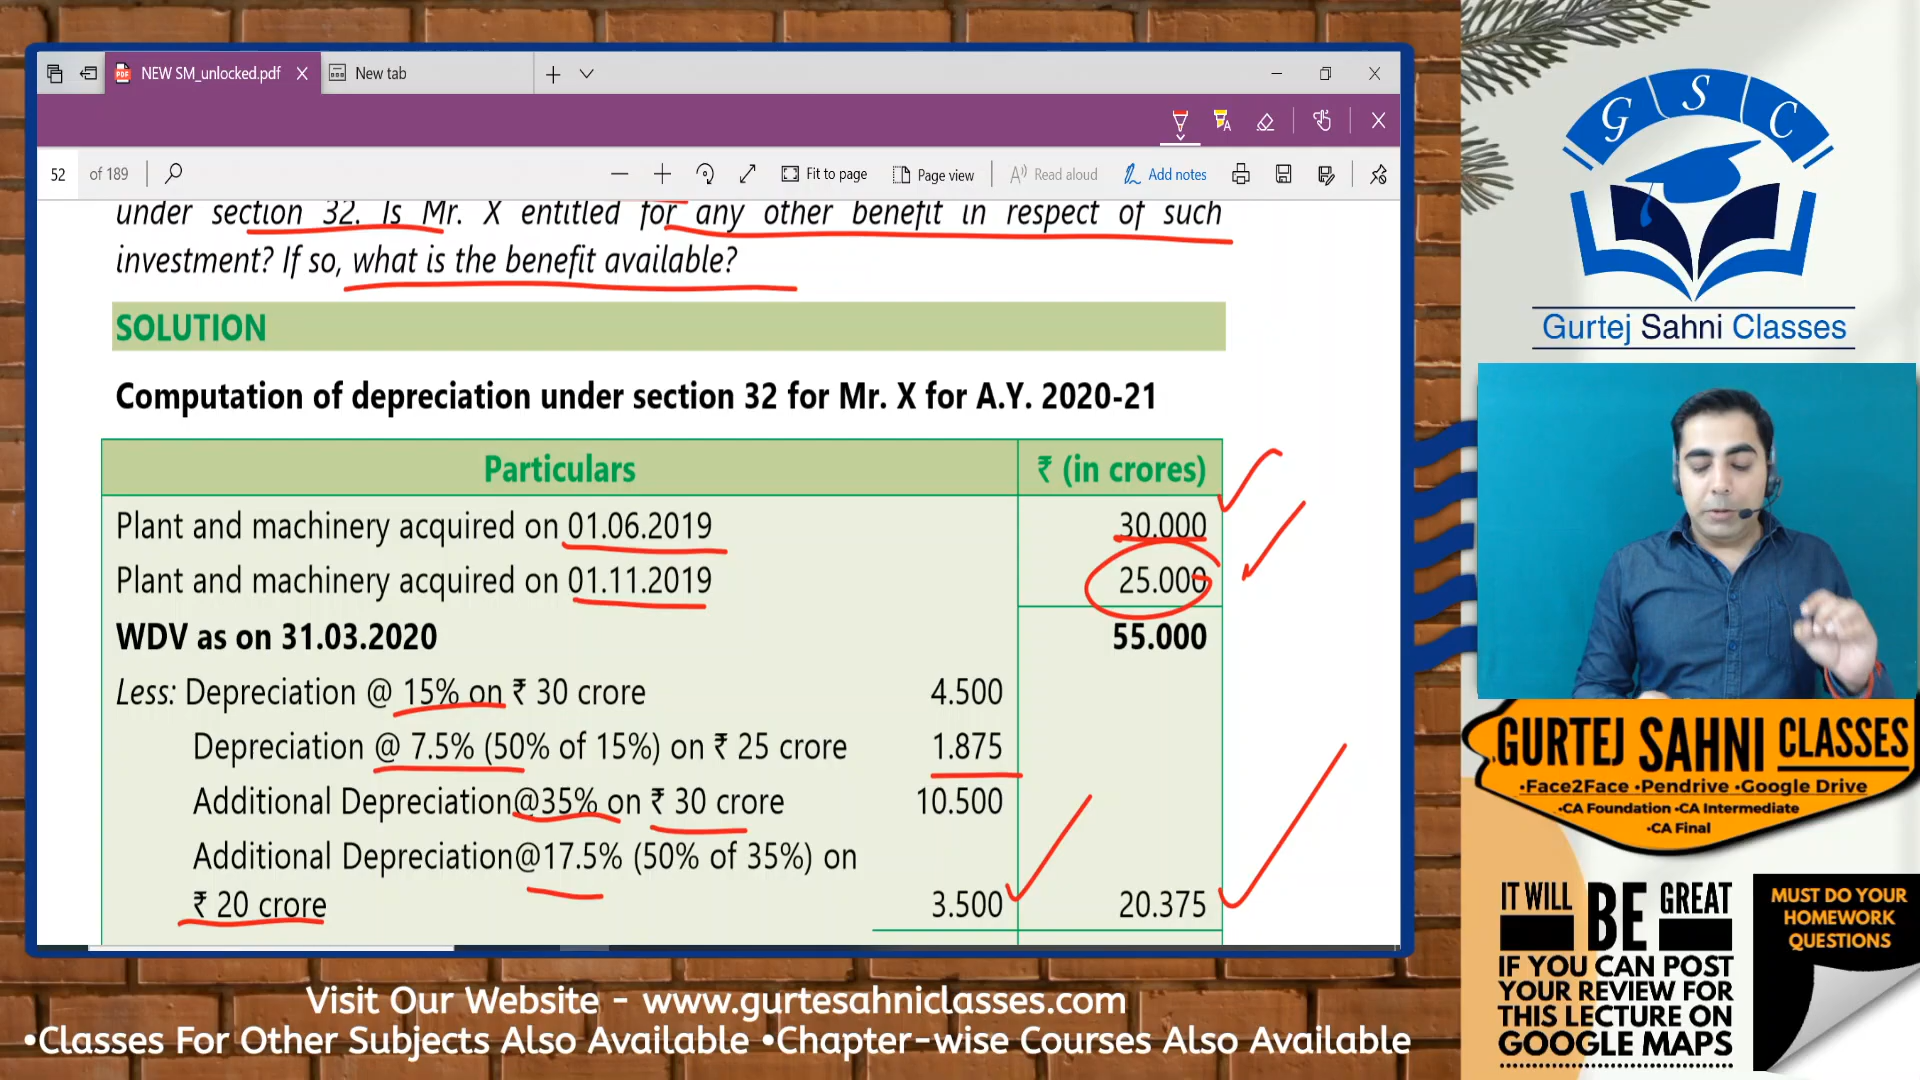 NEW SM_unlocked.pdf
New tab
52 of 189
Fit to page
Page view
Read aloud
Add notes
under section 32. Is Mr. X entitled for any other benefit in respect of such
investment? If so, what is the benefit available?
SOLUTION
Computation of depreciation under section 32 for Mr. X for A.Y. 2020-21
Particulars ₹ (in crores)
Plant and machinery acquired on 01.06.2019 30.000
Plant and machinery acquired on 01.11.2019 25.000
WDV as on 31.03.2020 55.000
Less: Depreciation @ 15% on ₹ 30 crore 4.500
Depreciation @ 7.5% (50% of 15%) on ₹ 25 crore 1.875
Additional Depreciation@35% on ₹ 30 crore 10.500
Additional Depreciation@17.5% (50% of 35%) on
₹ 20 crore 3.500 20.375
GSC
Gurtej Sahni Classes
GURTEJ SAHNI CLASSES
•Face2Face •Pendrive •Google Drive
•CA Foundation •CA Intermediate
•CA Final
IT WILL BE GREAT
IF YOU CAN POST
YOUR REVIEW FOR
THIS LECTURE ON
GOOGLE MAPS
MUST DO YOUR
HOMEWORK
QUESTIONS
Visit Our Website - www.gurtesahniclasses.com
•Classes For Other Subjects Also Available •Chapter-wise Courses Also Available